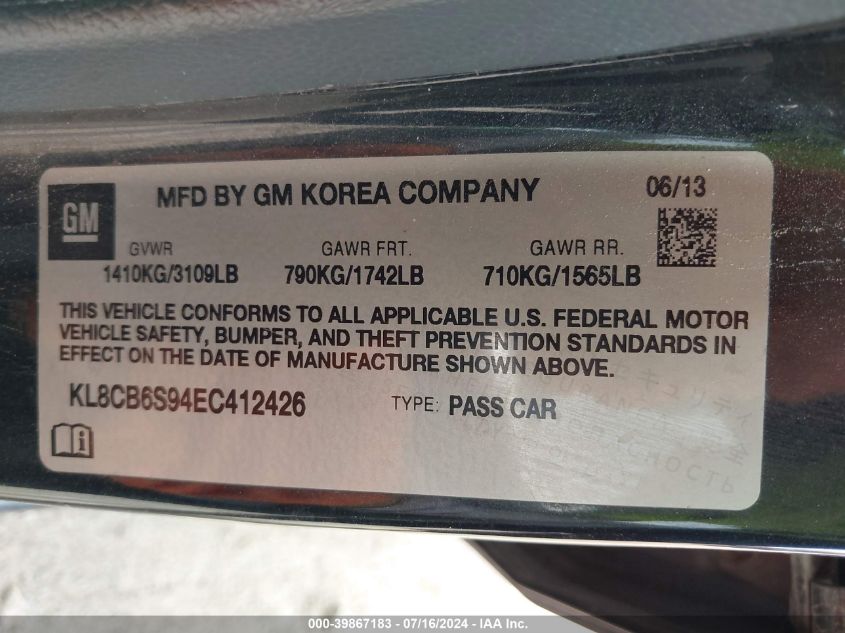 GM
MFD BY GM KOREA COMPANY
06/13
GVWR
GAWR FRT.
GAWR RR.
1410KG/3109LB
790KG/1742LB
710KG/1565LB
THIS VEHICLE CONFORMS TO ALL APPLICABLE U.S. FEDERAL MOTOR
VEHICLE SAFETY, BUMPER, AND THEFT PREVENTION STANDARDS IN
EFFECT ON THE DATE OF MANUFACTURE SHOWN ABOVE.
KL8CB6S94EC412426
TYPE: PASS CAR
000-39867183 - 07/16/2024 - IAA Inc.